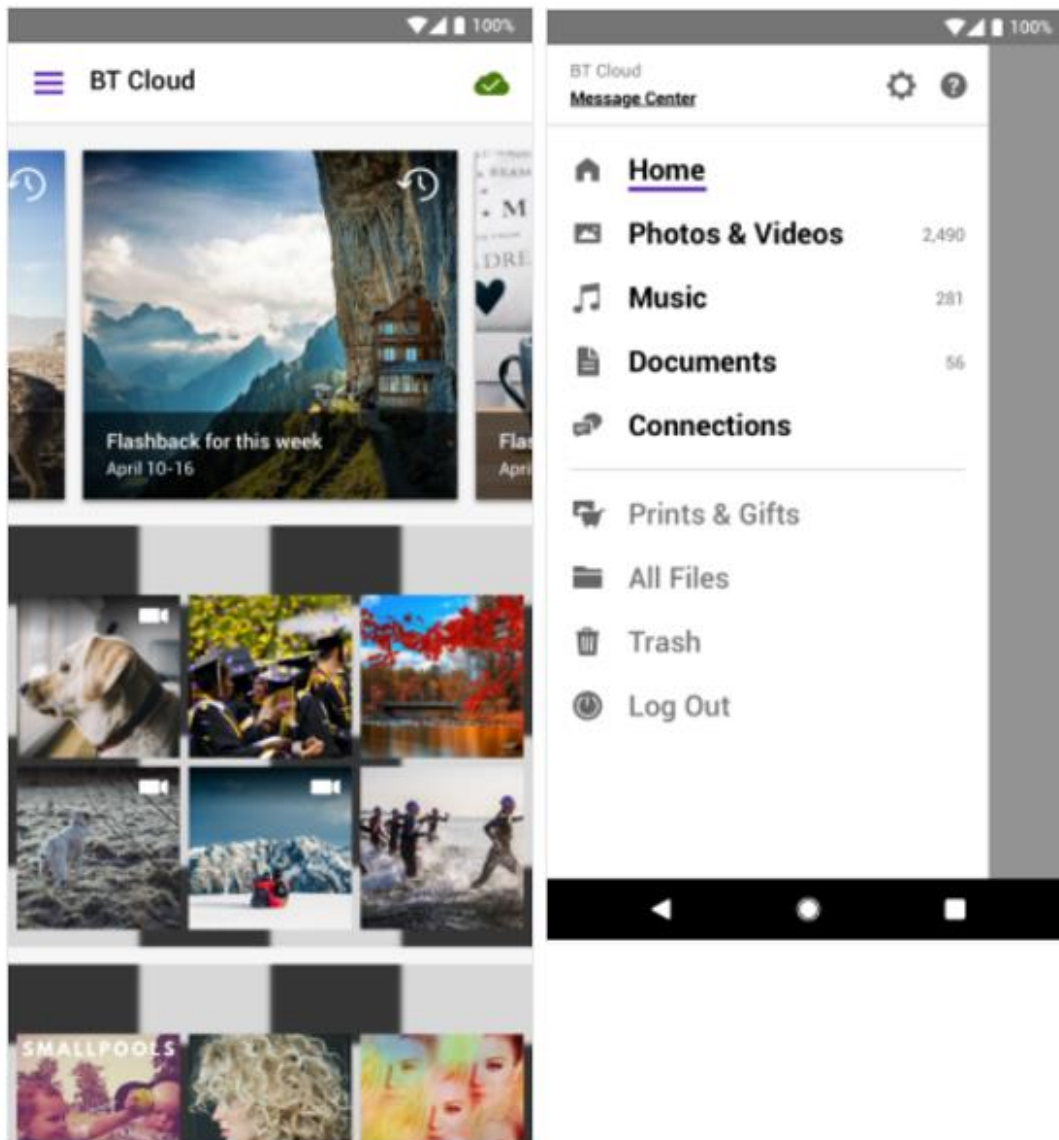 100%
BT Cloud
Flashback for this week
April 10-16
M
SMALLPOOLS
100%
BT Cloud
Message Center
Home
Photos & Videos 2,490
Music 281
Documents 56
Connections
Prints & Gifts
All Files
Trash
Log Out